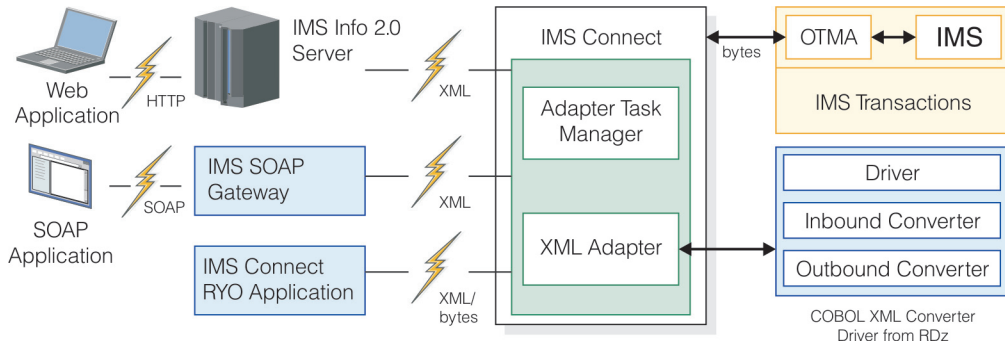 Web
Application
HTTP
IMS Info 2.0
Server
XML
SOAP
Application
SOAP
IMS SOAP
Gateway
XML
IMS Connect
RYO Application
XML/
bytes
IMS Connect
Adapter Task
Manager
XML Adapter
bytes
OTMA
IMS
IMS Transactions
Driver
Inbound Converter
Outbound Converter
COBOL XML Converter
Driver from RDz